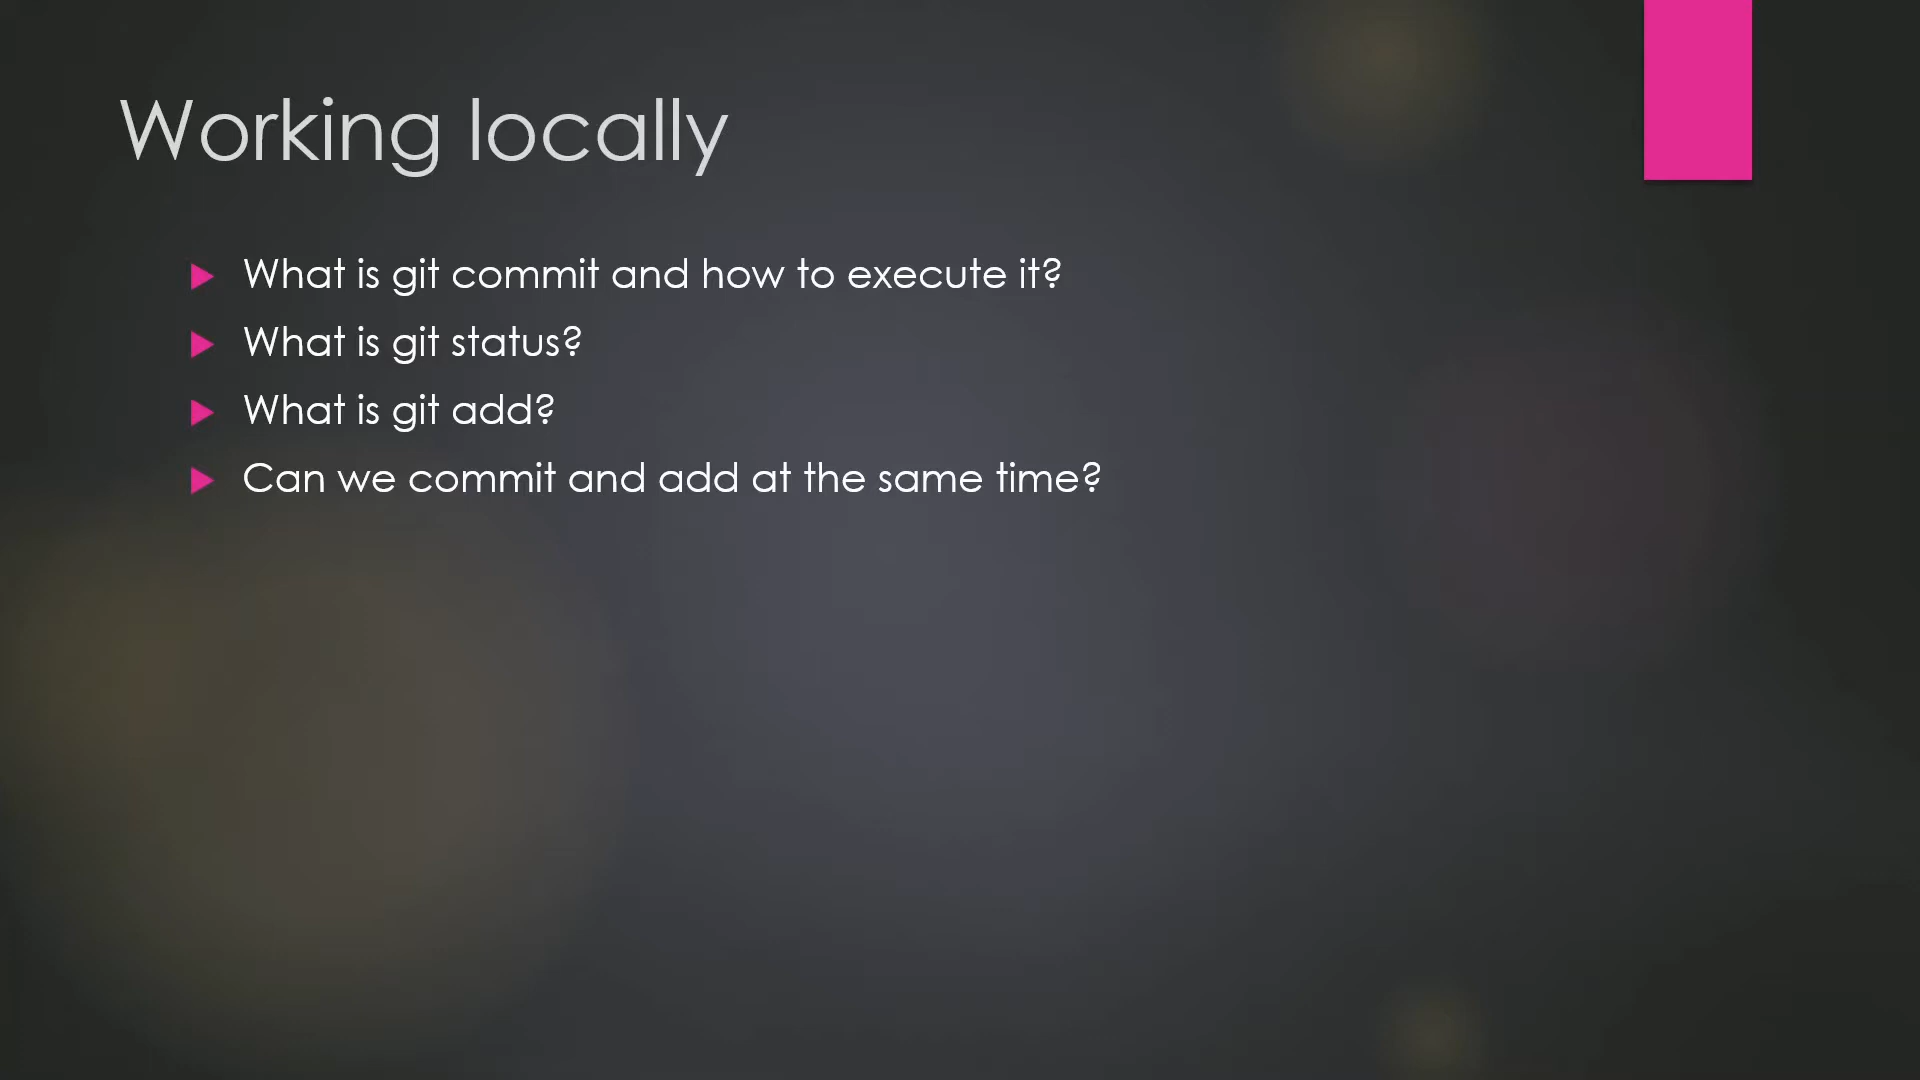 Working locally
What is git commit and how to execute it?
What is git status?
What is git add?
Can we commit and add at the same time?